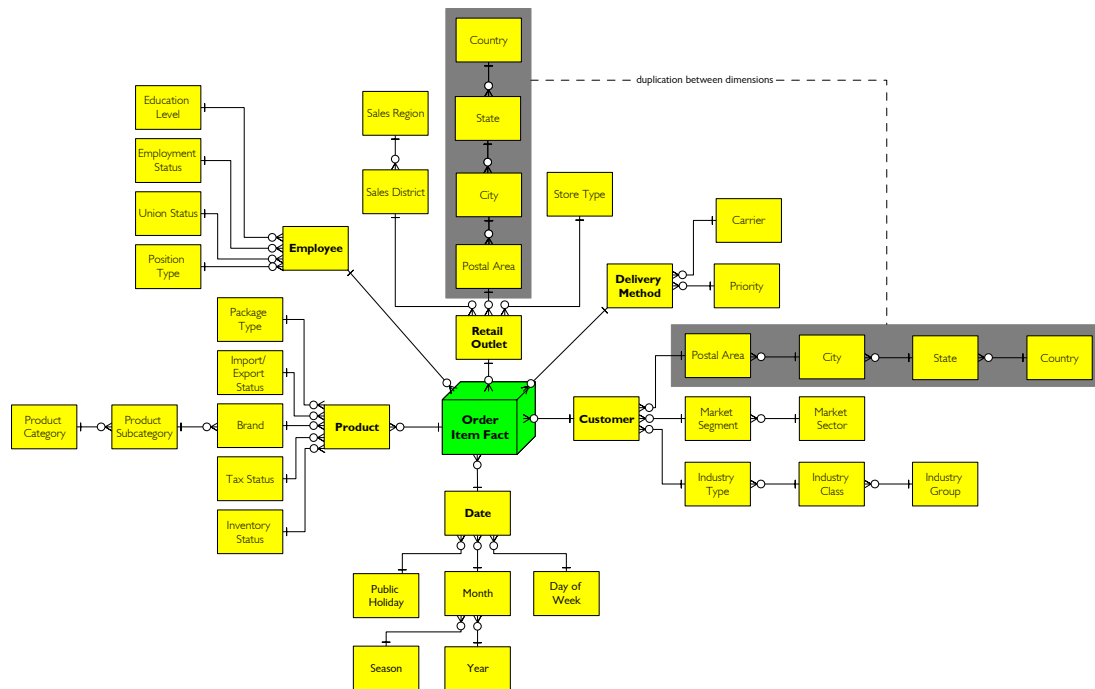 Country
duplication between dimensions
Education
Level
Sales Region
State
Employment
Status
Sales District
City
Store Type
Union Status
Carrier
Employee
Position
Type
Postal Area
Delivery
Method
Priority
Package
Type
Retail
Outlet
Import/
Export
Status
Postal Area
City
State
Country
Product
Category
Product
Subcategory
Brand
Product
Order
Item Fact
Customer
Market
Segment
Market
Sector
Tax Status
Industry
Type
Industry
Class
Industry
Group
Inventory
Status
Date
Public
Holiday
Month
Day of
Week
Season
Year